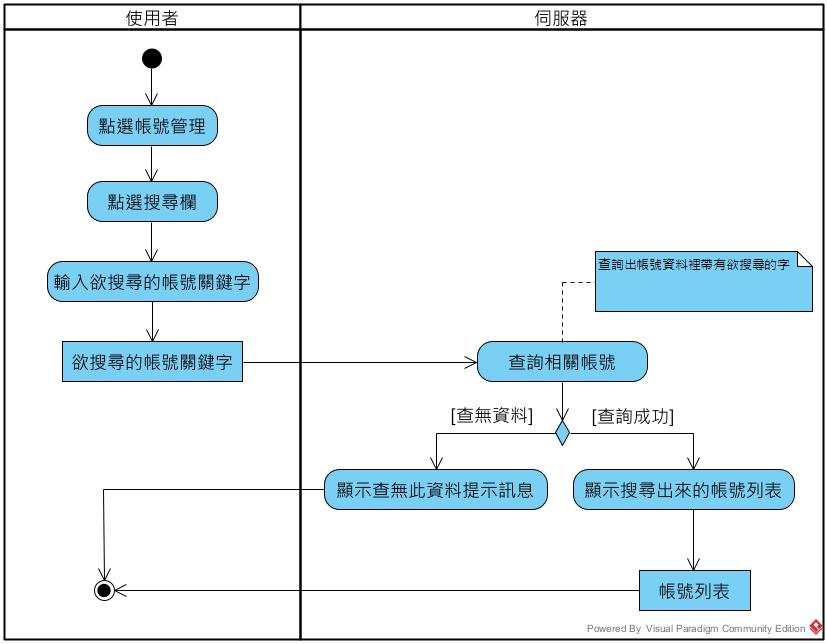 使用者
伺服器
點選帳號管理
點選搜尋欄
輸入欲搜尋的帳號關鍵字
查詢出帳號資料裡帶有欲搜尋的字
欲搜尋的帳號關鍵字
查詢相關帳號
[查無資料]
[查詢成功]
顯示查無此資料提示訊息
顯示搜尋出來的帳號列表
帳號列表
Powered By Visual Paradigm Community Edition